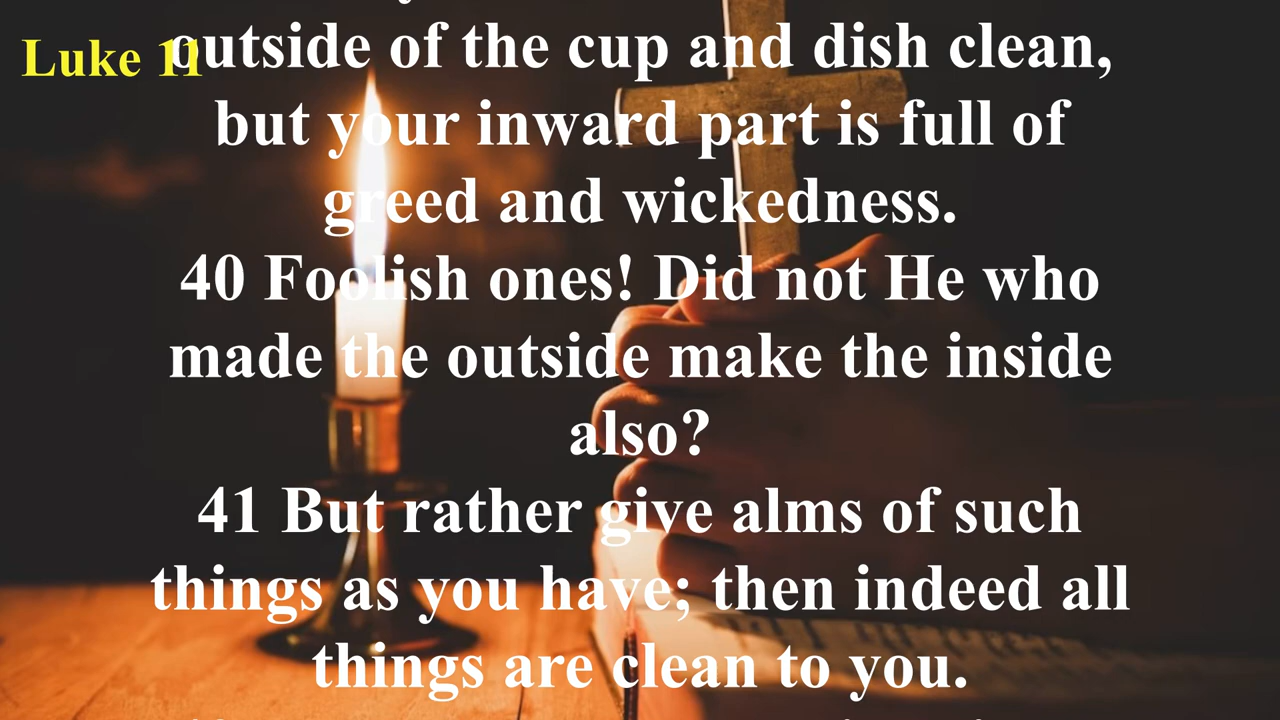 Luke 11
outside of the cup and dish clean,
but your inward part is full of
greed and wickedness.
40 Foolish ones! Did not He who
made the outside make the inside
also?
41 But rather give alms of such
things as you have; then indeed all
things are clean to you.